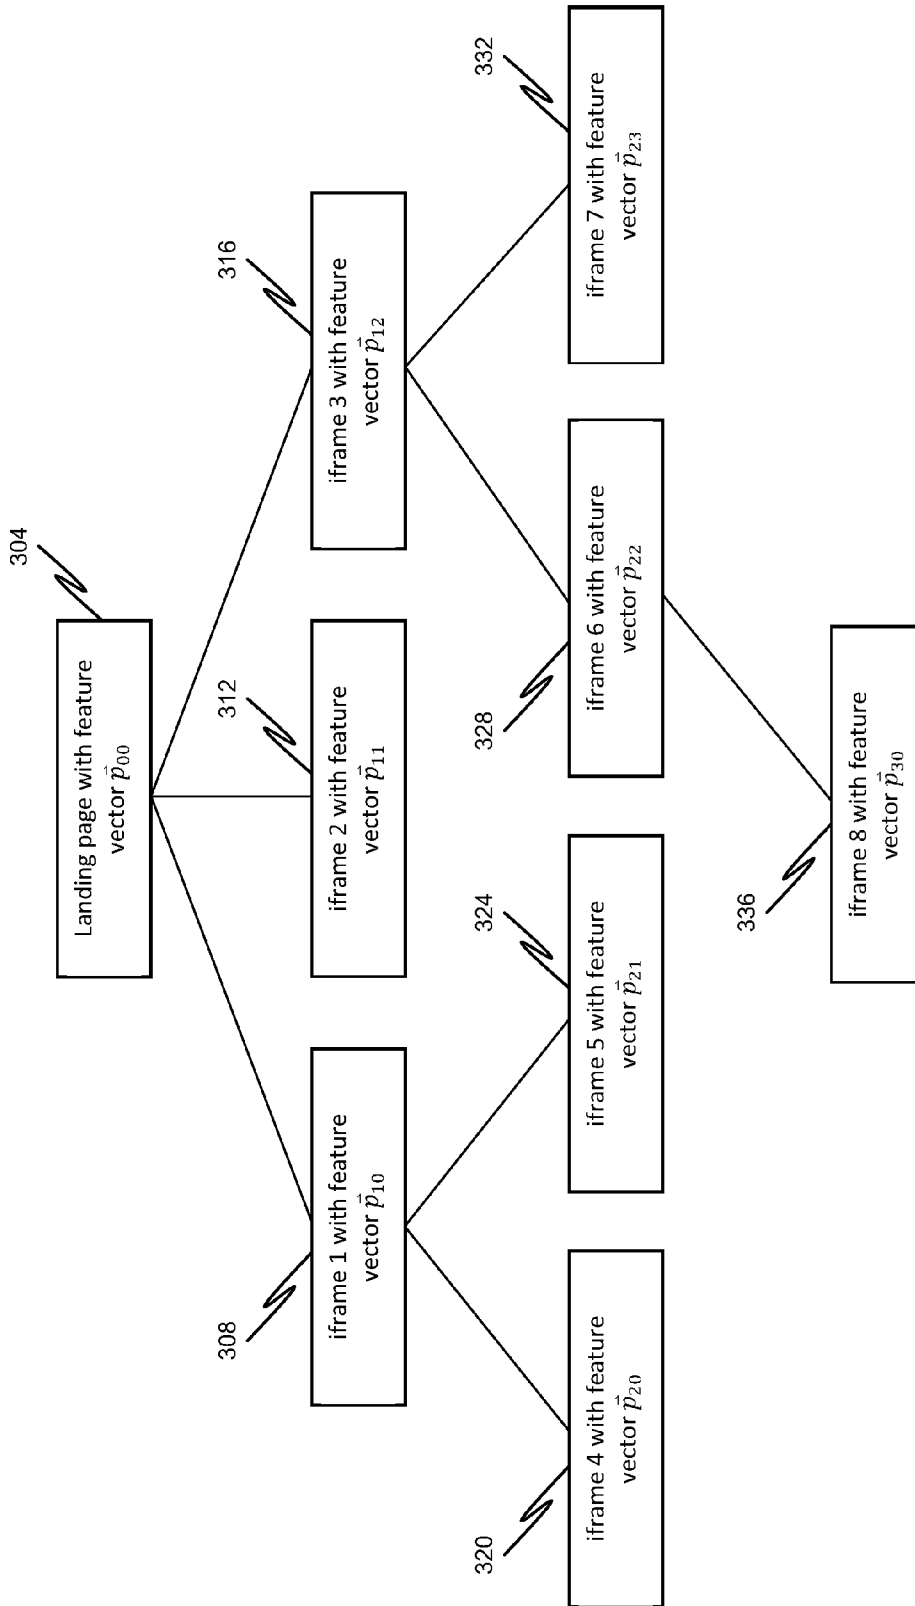 304
Landing page with feature
vector p⃗00
308
iframe 1 with feature
vector p⃗10
312
iframe 2 with feature
vector p⃗11
316
iframe 3 with feature
vector p⃗12
320
iframe 4 with feature
vector p⃗20
324
iframe 5 with feature
vector p⃗21
328
iframe 6 with feature
vector p⃗22
332
iframe 7 with feature
vector p⃗23
336
iframe 8 with feature
vector p⃗30